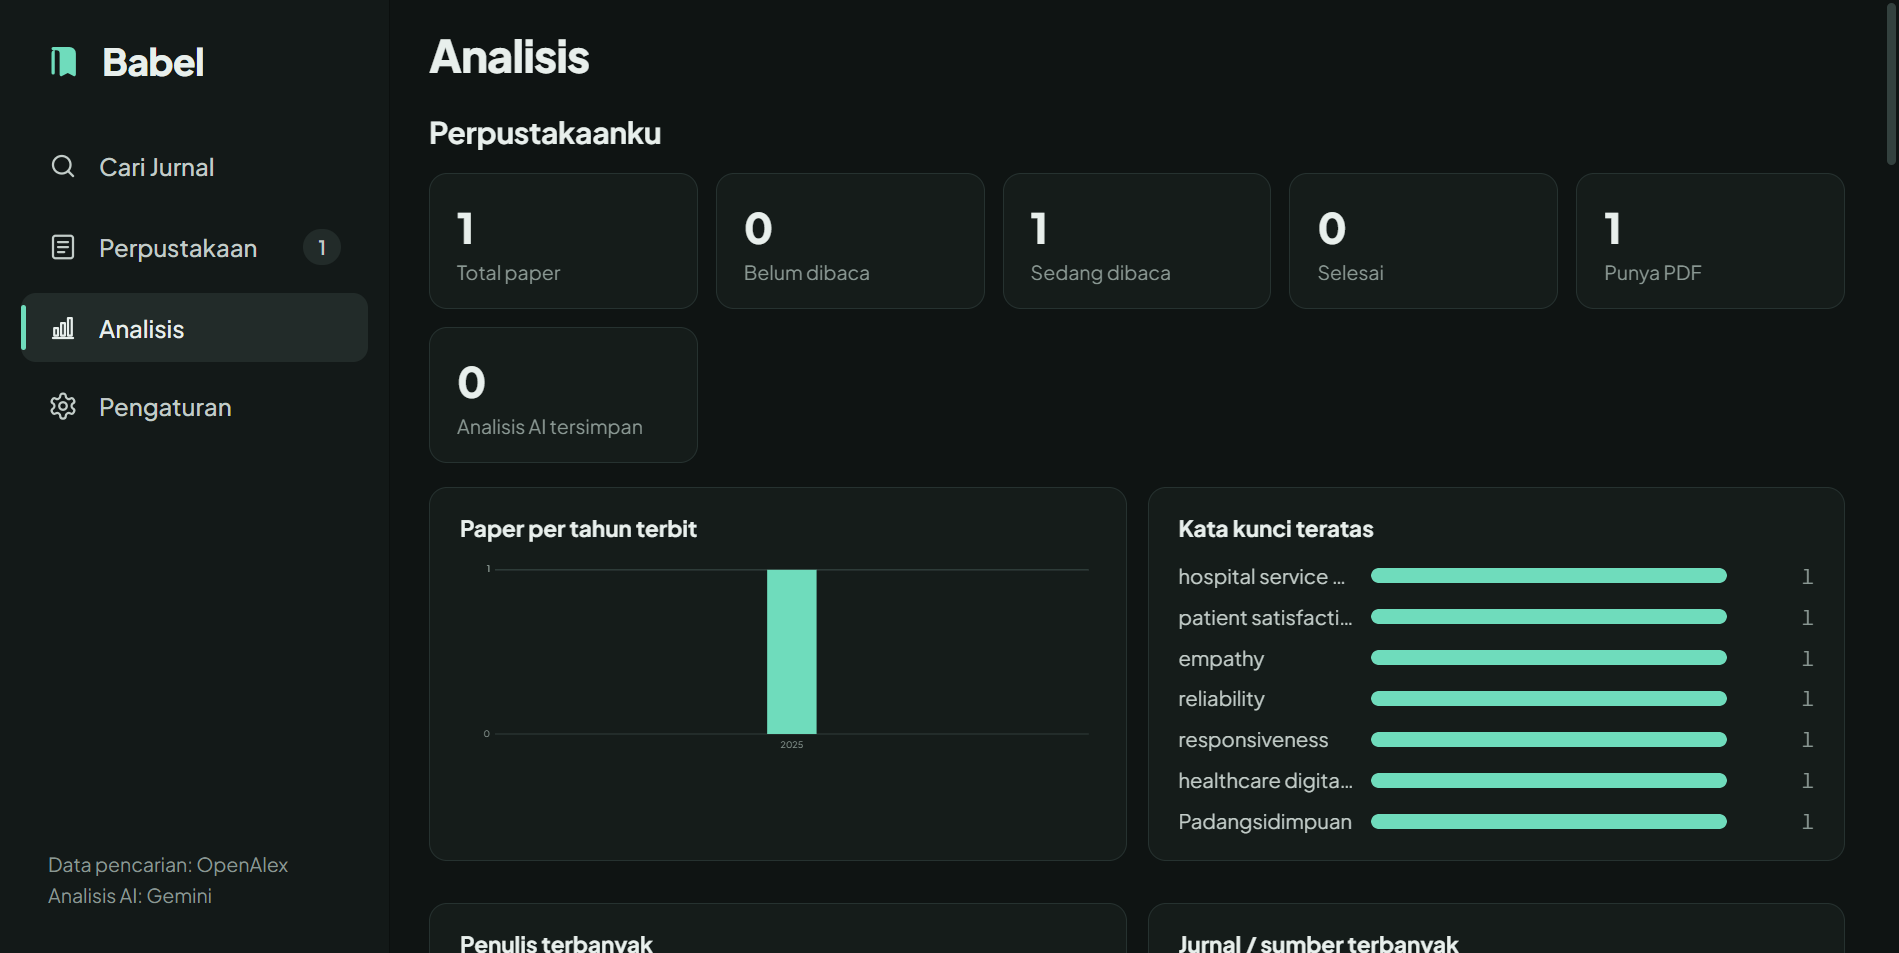 Babel
Cari Jurnal
Perpustakaan 1
Analisis
Pengaturan
Data pencarian: OpenAlex
Analisis AI: Gemini
Analisis
Perpustakaanku
1
Total paper
0
Belum dibaca
1
Sedang dibaca
0
Selesai
1
Punya PDF
0
Analisis AI tersimpan
Paper per tahun terbit
1
0
2025
Kata kunci teratas
hospital service ... 1
patient satisfacti... 1
empathy 1
reliability 1
responsiveness 1
healthcare digita... 1
Padangsidimpuan 1
Penulis terbanyak
Jurnal / sumber terbanyak